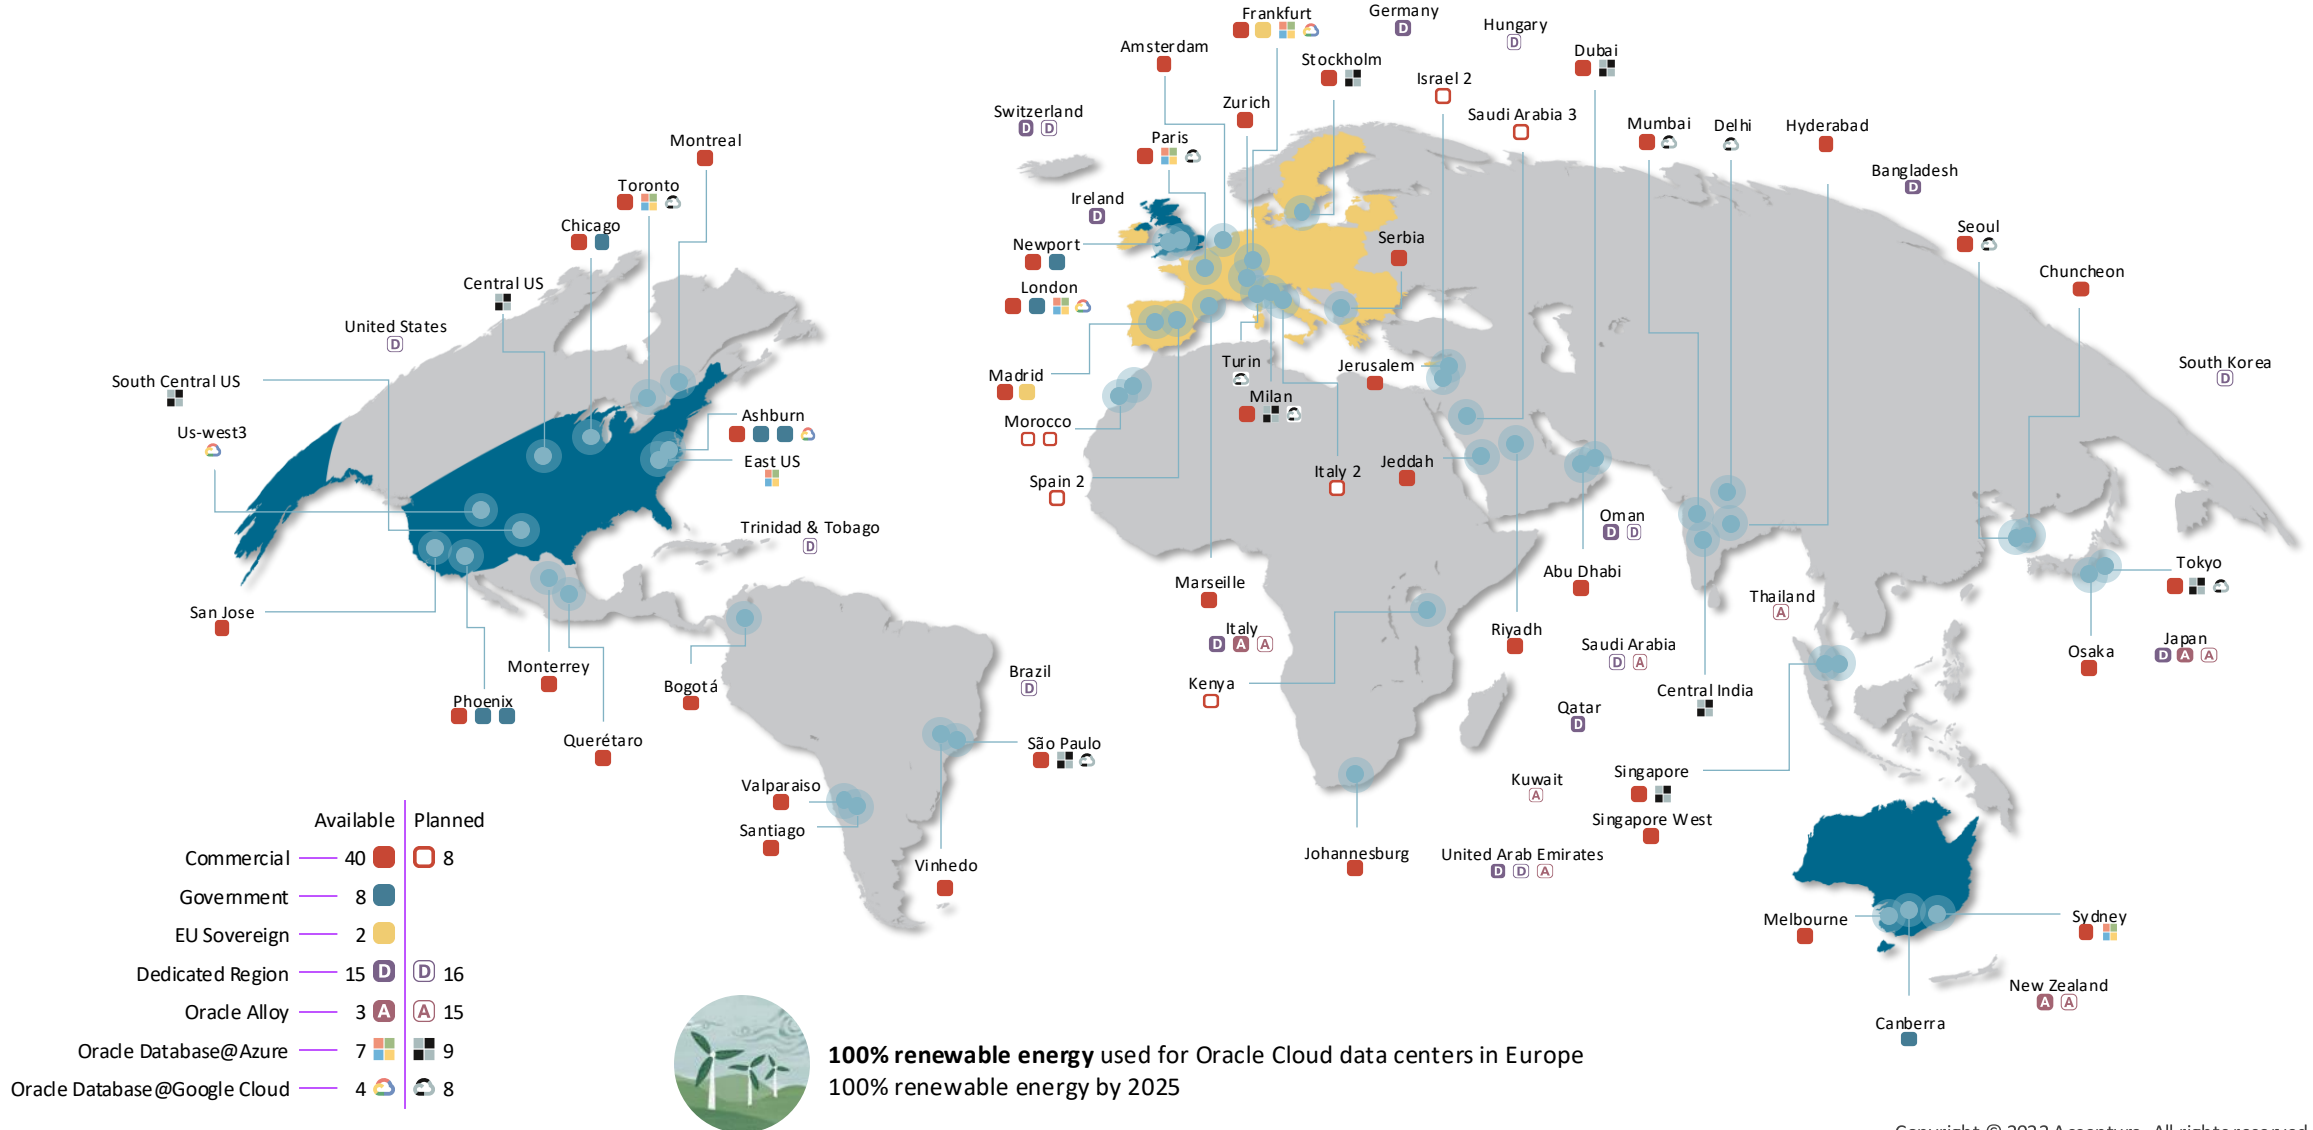 Frankfurt
Germany
Hungary
Amsterdam
Dubai
Stockholm
Israel 2
Zurich
Saudi Arabia 3
Switzerland
D D
Mumbai
Delhi
Hyderabad
Montreal
Paris
Bangladesh
D
Toronto
Ireland
D
Chicago
Newport
Serbia
Seoul
Central US
London
Chuncheon
United States
D
South Central US
Madrid
Turin
Jerusalem
South Korea
D
Us-west3
Ashburn
Morocco
Milan
East US
Spain 2
Italy 2
Jeddah
Trinidad & Tobago
D
Oman
D D
San Jose
Marseille
Abu Dhabi
Tokyo
Thailand
A
Italy
D A A
Riyadh
Saudi Arabia
D A
Osaka
Japan
D A A
Monterrey
Phoenix
Bogotá
Brazil
D
Kenya
Central India
Qatar
D
Querétaro
São Paulo
Valparaiso
Santiago
Vinhedo
Kuwait
A
Singapore
Singapore West
Johannesburg
United Arab Emirates
D D A
Melbourne
Sydney
New Zealand
A A
Canberra
Available Planned
Commercial 40 8
Government 8
EU Sovereign 2
Dedicated Region 15 D D 16
Oracle Alloy 3 A A 15
Oracle Database@Azure 7 9
Oracle Database@Google Cloud 4 8
100% renewable energy used for Oracle Cloud data centers in Europe
100% renewable energy by 2025